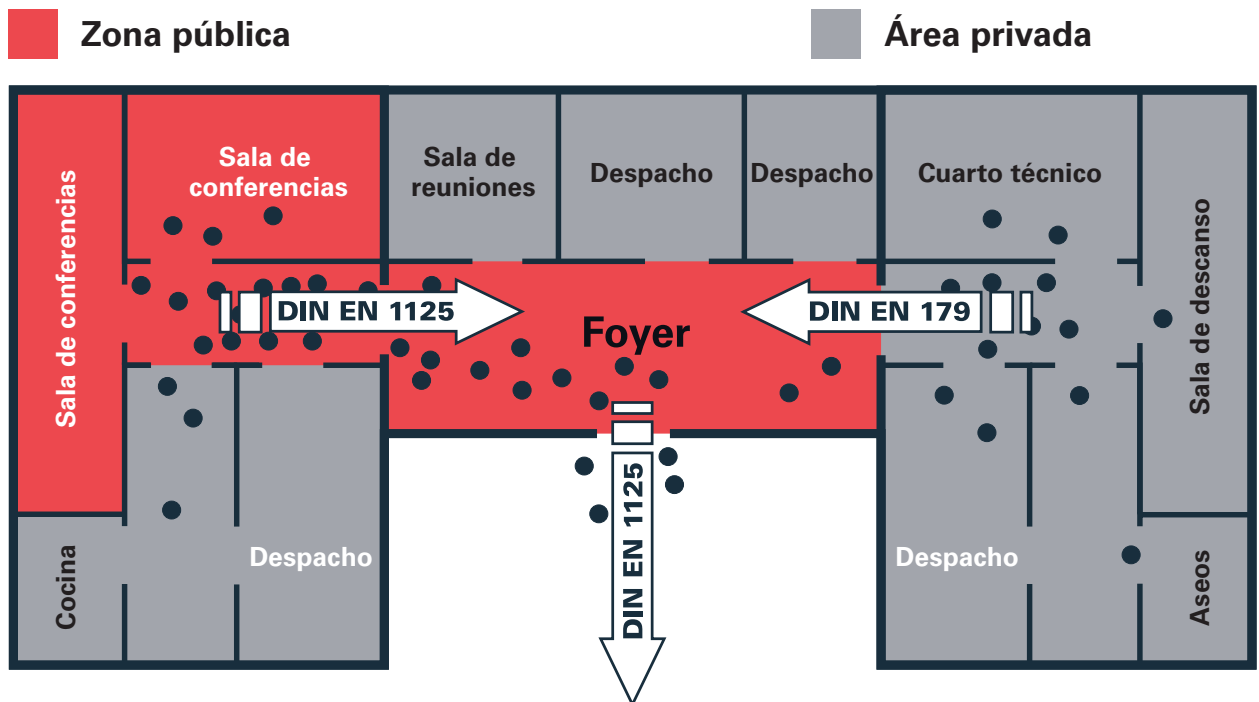 Zona pública
Área privada
Sala de conferencias
Sala de
conferencias
Sala de
reuniones
Despacho
Despacho
Cuarto técnico
Sala de descanso
DIN EN 1125
Foyer
DIN EN 179
DIN EN 1125
Cocina
Despacho
Despacho
Aseos